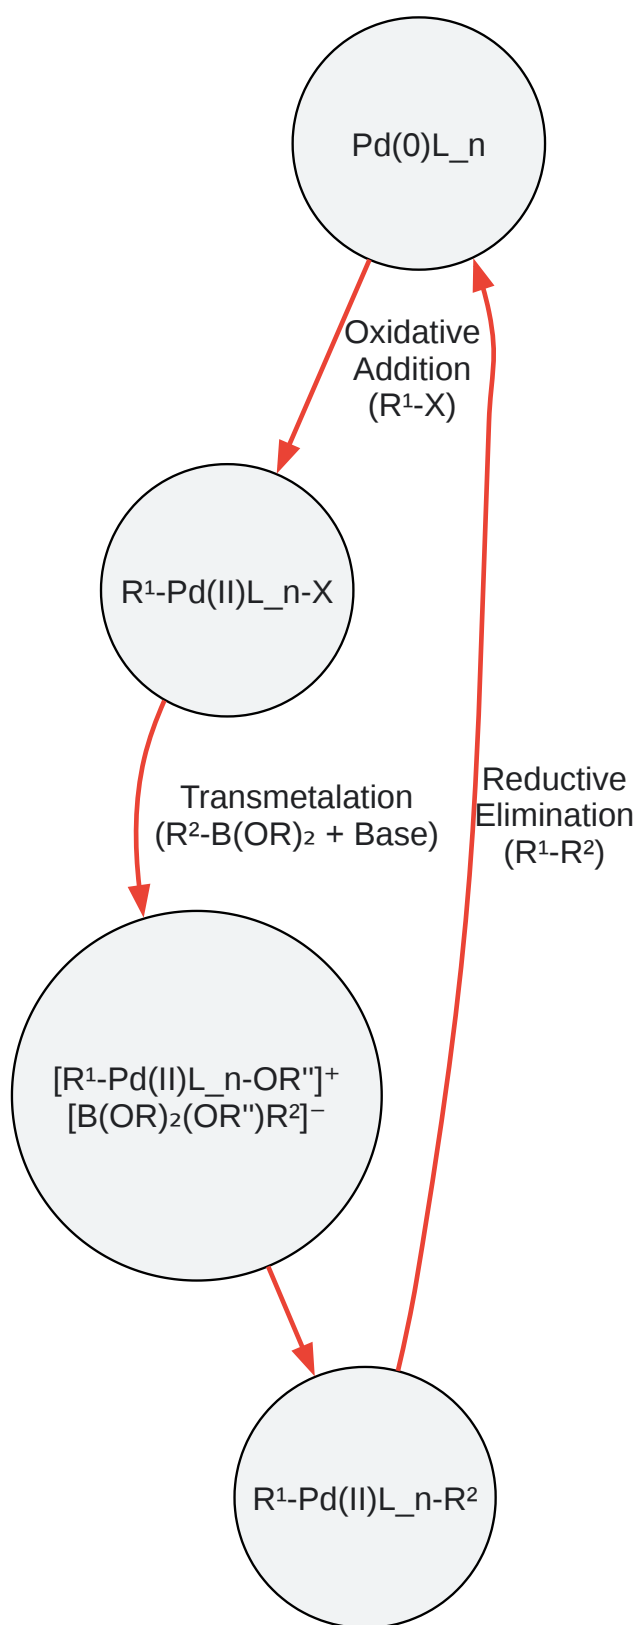 Pd(0)L_n
Oxidative
Addition
(R¹-X)
R¹-Pd(II)L_n-X
Transmetalation
(R²-B(OR)₂ + Base)
Reductive
Elimination
(R¹-R²)
[R¹-Pd(II)L_n-OR"]⁺
[B(OR)₂(OR")R²]⁻
R¹-Pd(II)L_n-R²